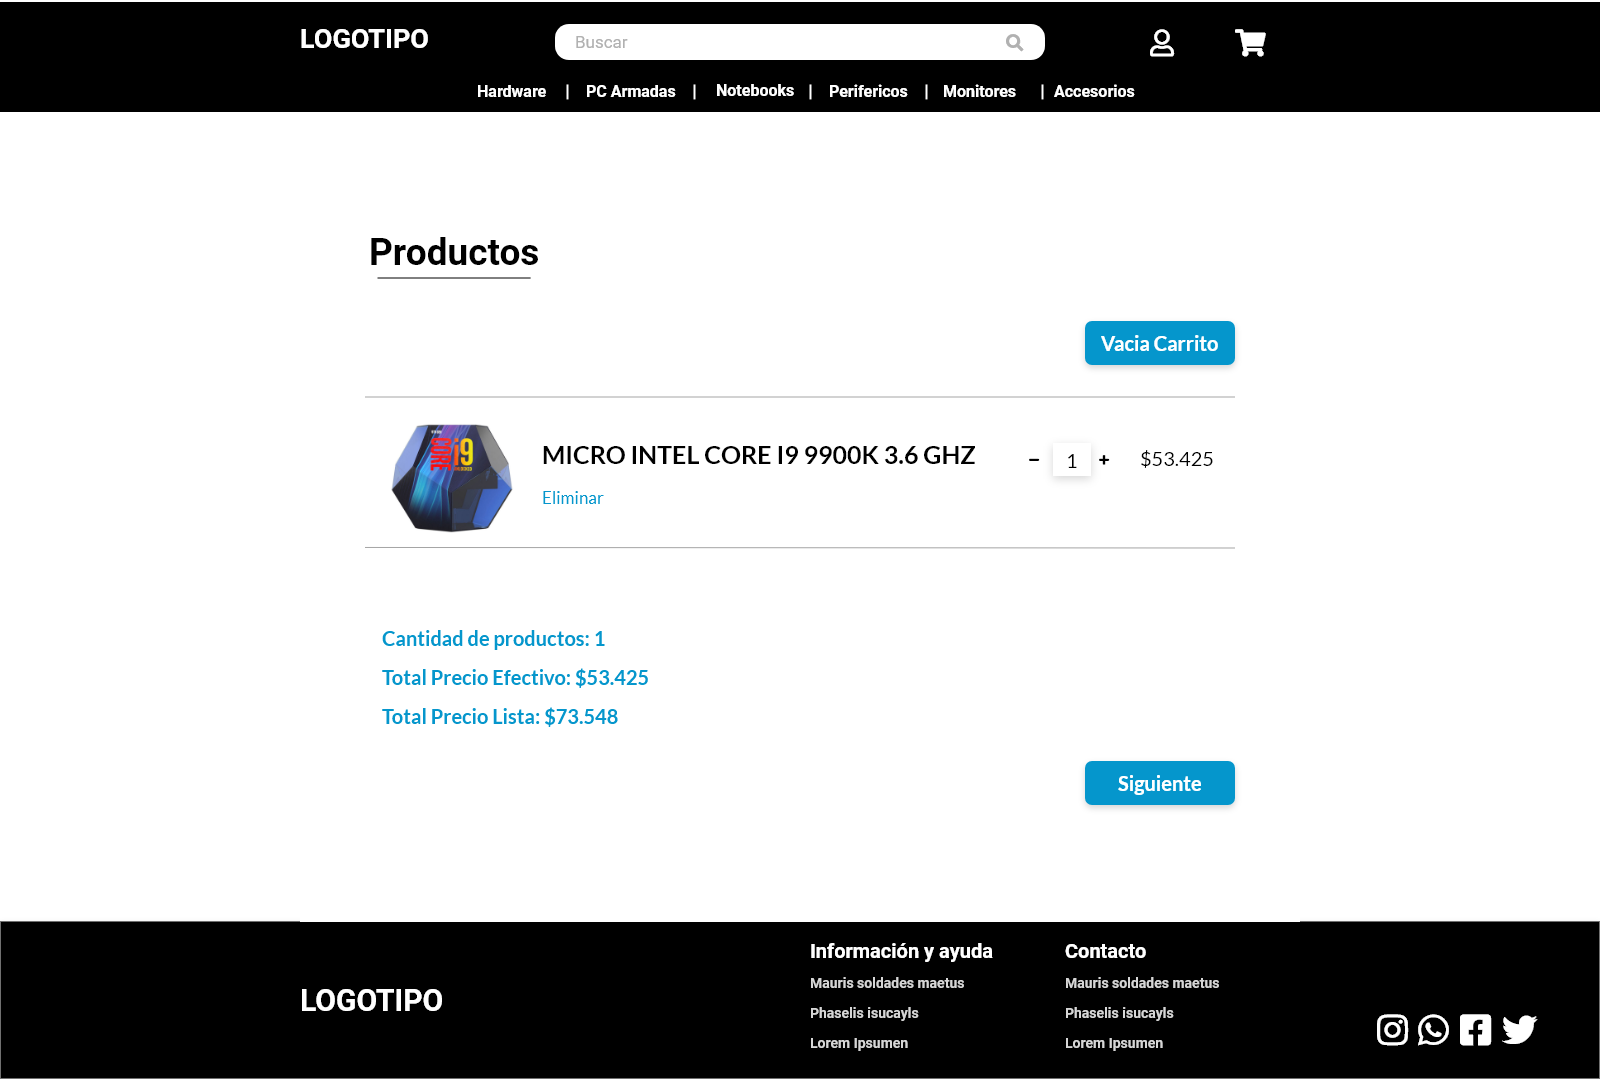 LOGOTIPO
Buscar
Hardware | PC Armadas | Notebooks | Perifericos | Monitores | Accesorios
Productos
Vacia Carrito
CORE i9
MICRO INTEL CORE I9 9900K 3.6 GHZ
- 1 + $53.425
Eliminar
Cantidad de productos: 1
Total Precio Efectivo: $53.425
Total Precio Lista: $73.548
Siguiente
LOGOTIPO
Información y ayuda
Mauris soldades maetus
Phaselis isucayls
Lorem Ipsumen
Contacto
Mauris soldades maetus
Phaselis isucayls
Lorem Ipsumen